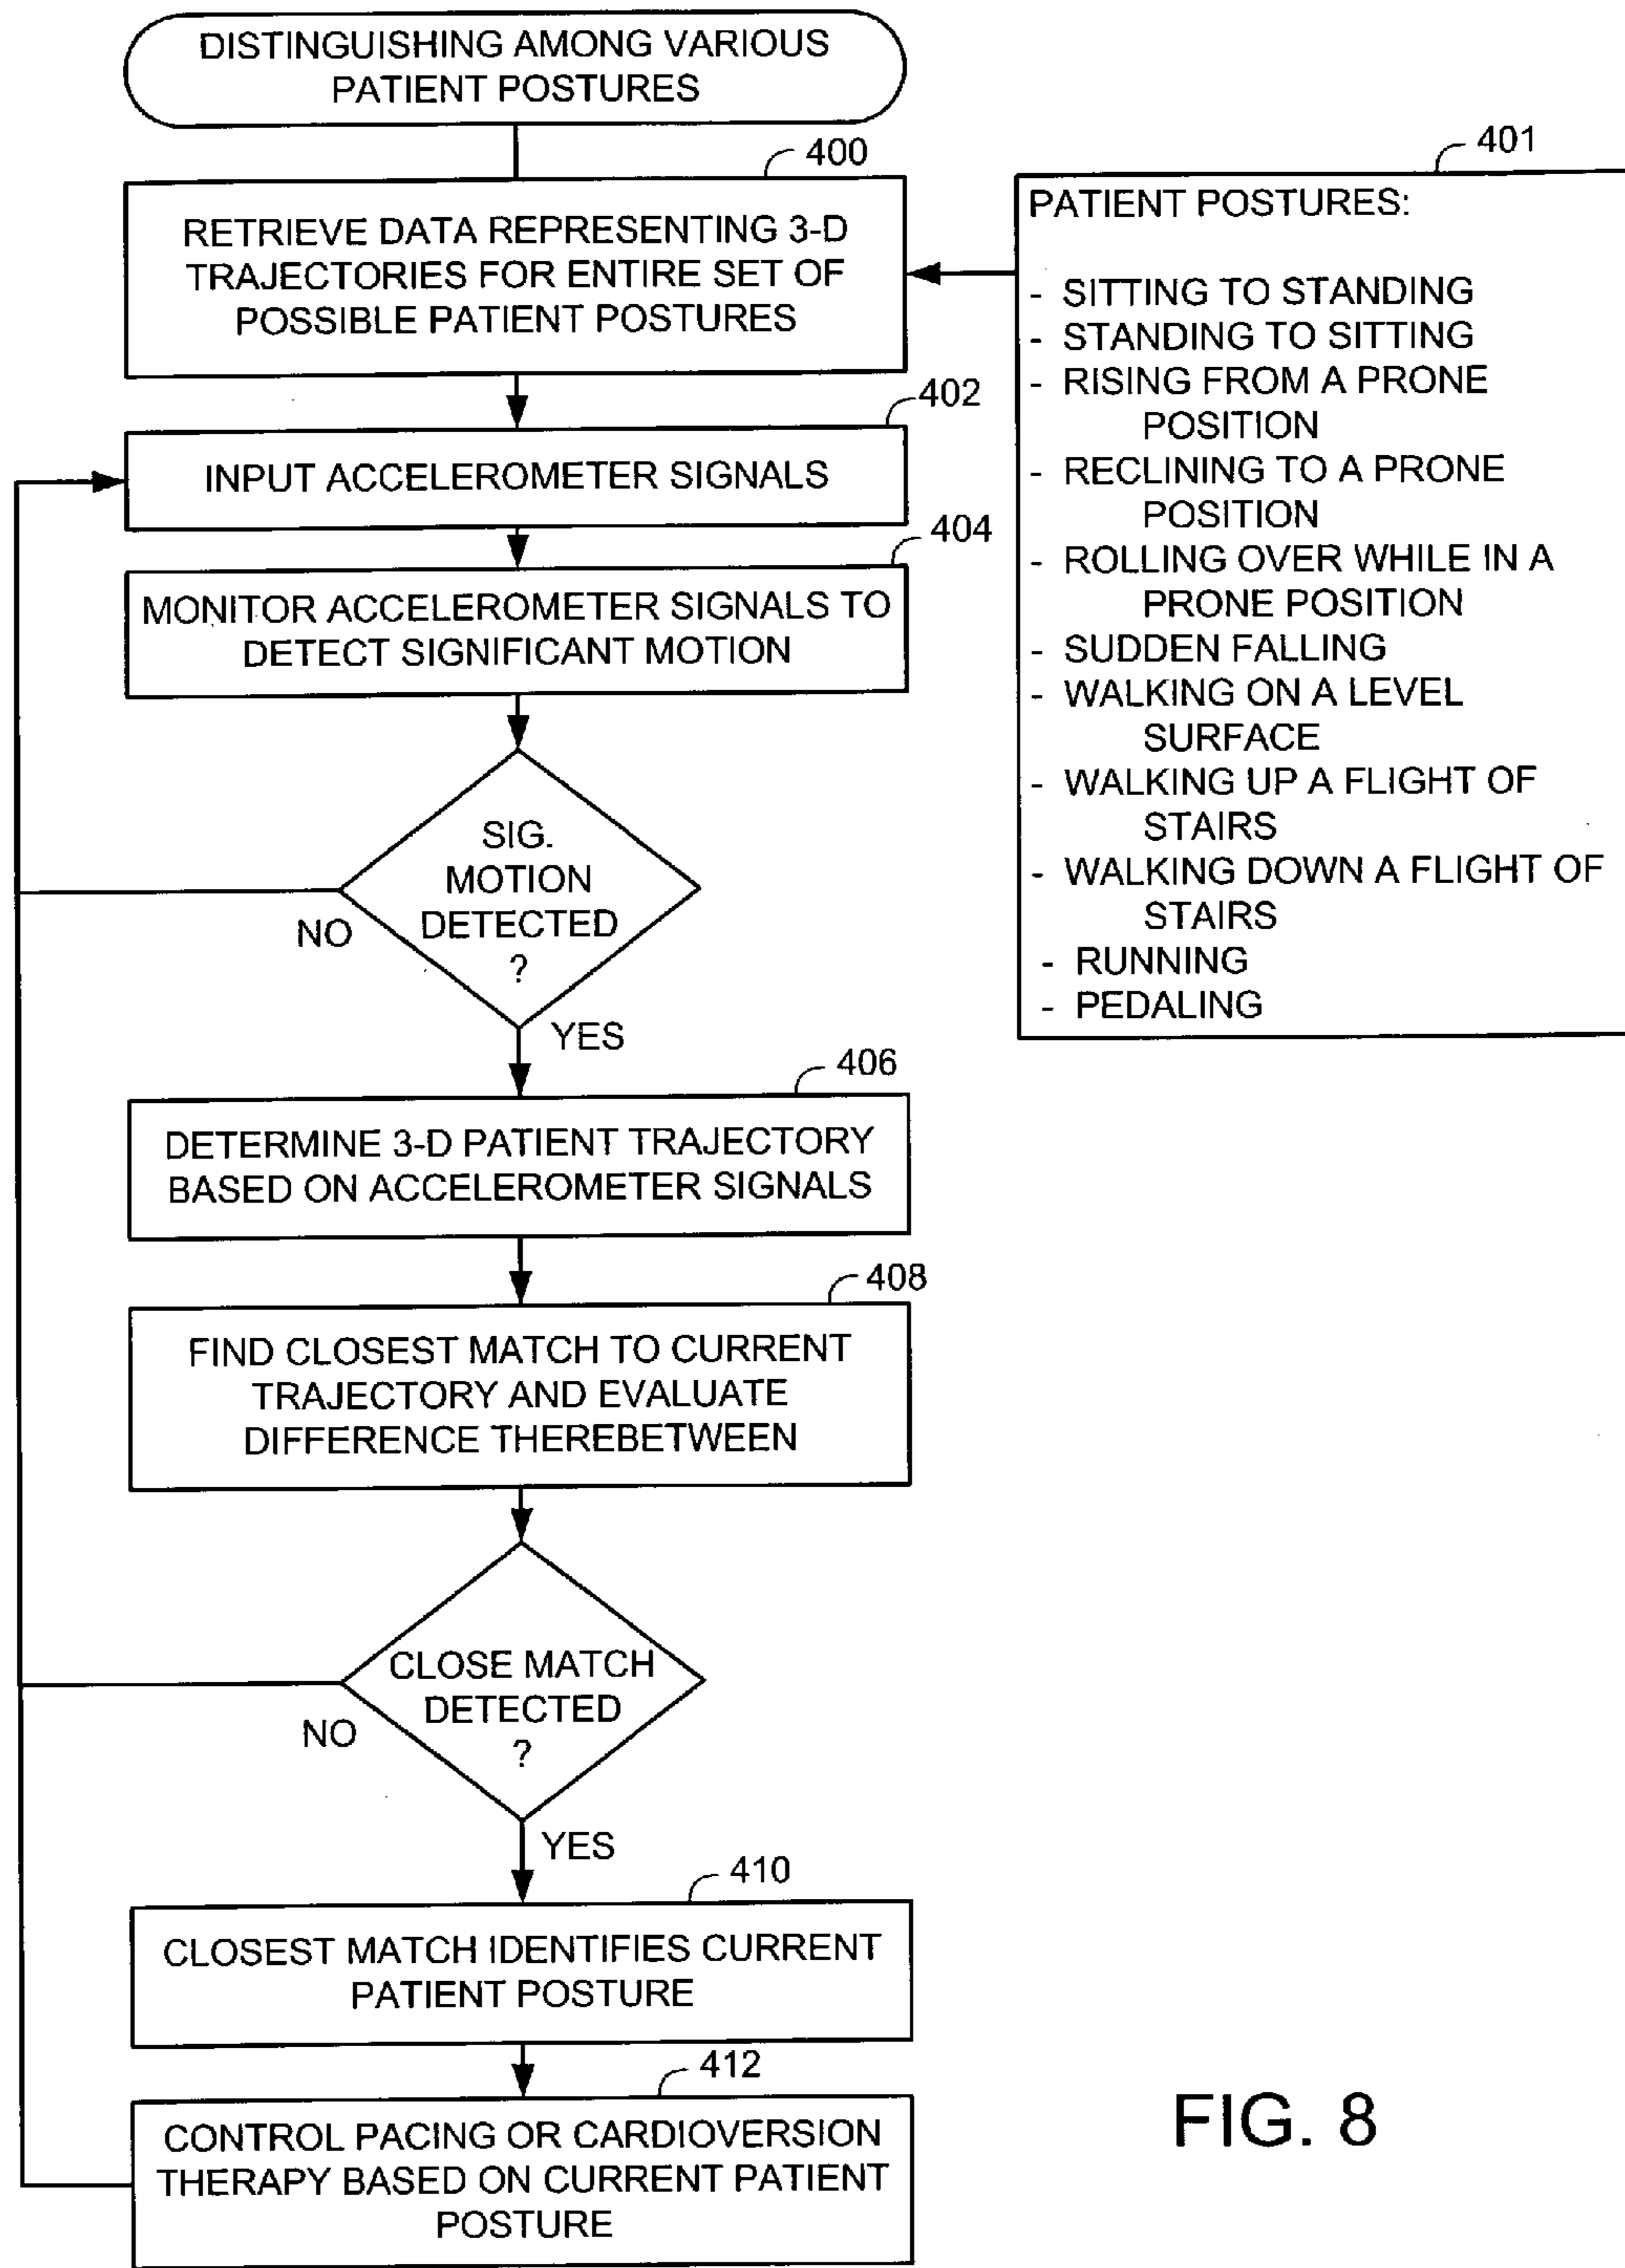 DISTINGUISHING AMONG VARIOUS
PATIENT POSTURES
400
RETRIEVE DATA REPRESENTING 3-D
TRAJECTORIES FOR ENTIRE SET OF
POSSIBLE PATIENT POSTURES
401
PATIENT POSTURES:
- SITTING TO STANDING
- STANDING TO SITTING
- RISING FROM A PRONE
POSITION
- RECLINING TO A PRONE
POSITION
- ROLLING OVER WHILE IN A
PRONE POSITION
- SUDDEN FALLING
- WALKING ON A LEVEL
SURFACE
- WALKING UP A FLIGHT OF
STAIRS
- WALKING DOWN A FLIGHT OF
STAIRS
- RUNNING
- PEDALING
402
INPUT ACCELEROMETER SIGNALS
404
MONITOR ACCELEROMETER SIGNALS TO
DETECT SIGNIFICANT MOTION
SIG.
MOTION
DETECTED
?
NO
YES
406
DETERMINE 3-D PATIENT TRAJECTORY
BASED ON ACCELEROMETER SIGNALS
408
FIND CLOSEST MATCH TO CURRENT
TRAJECTORY AND EVALUATE
DIFFERENCE THEREBETWEEN
CLOSE MATCH
DETECTED
?
NO
YES
410
CLOSEST MATCH IDENTIFIES CURRENT
PATIENT POSTURE
412
CONTROL PACING OR CARDIOVERSION
THERAPY BASED ON CURRENT PATIENT
POSTURE
FIG. 8